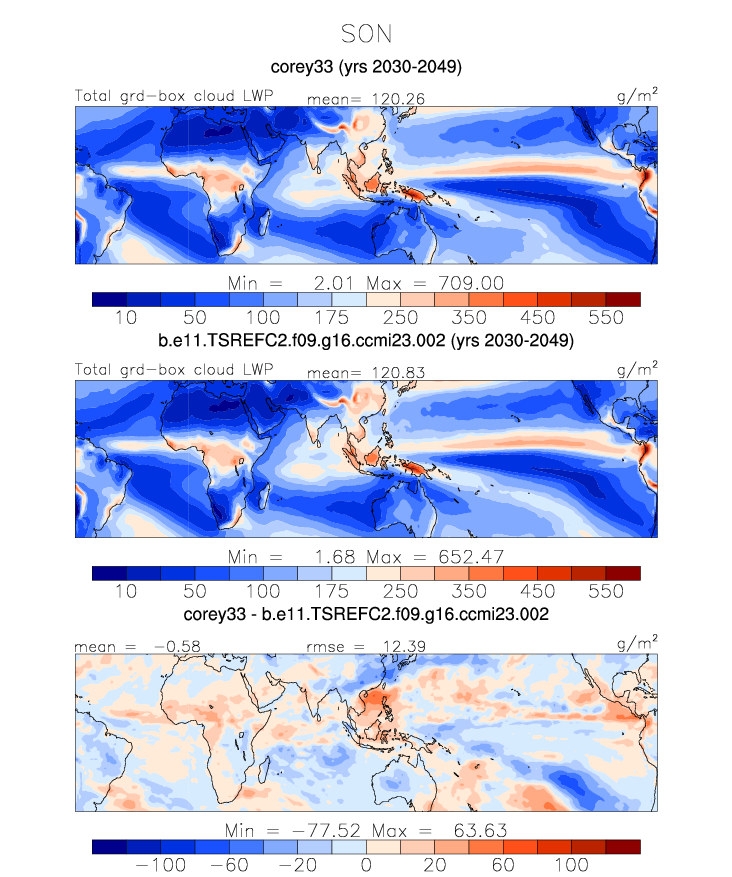 SON
corey33 (yrs 2030-2049)
Total grd-box cloud LWP mean= 120.26 g/m²
Min = 2.01 Max = 709.00
10 50 100 175 250 350 450 550
b.e11.TSREFC2.f09.g16.ccmi23.002 (yrs 2030-2049)
Total grd-box cloud LWP mean= 120.83 g/m²
Min = 1.68 Max = 652.47
10 50 100 175 250 350 450 550
corey33 - b.e11.TSREFC2.f09.g16.ccmi23.002
mean = -0.58 rmse = 12.39 g/m²
Min = -77.52 Max = 63.63
-100 -60 -20 0 20 60 100